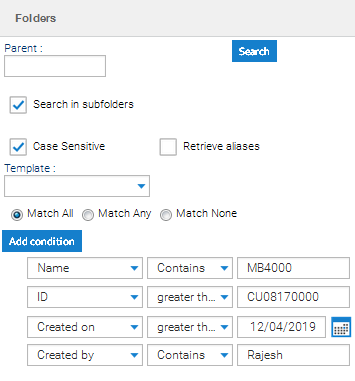 Folders
Parent :
Search
Search in subfolders
Case Sensitive
Retrieve aliases
Template :
Match All
Match Any
Match None
Add condition
Name Contains MB4000
ID greater th... CU08170000
Created on greater th... 12/04/2019
Created by Contains Rajesh